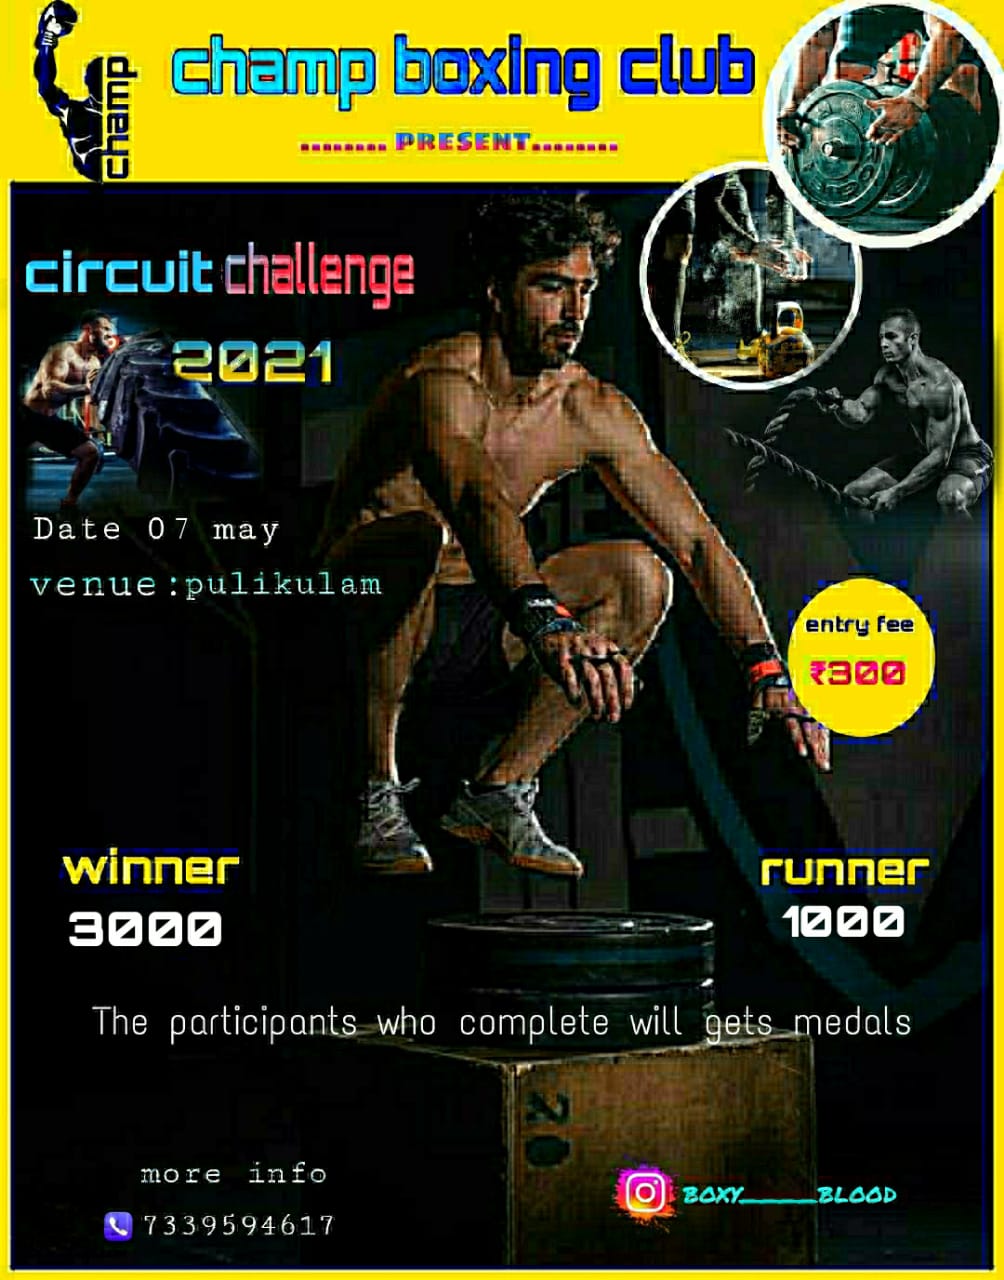 champ
champ boxing club
........ PRESENT........
circuit challenge
2021
Date 07 may
venue:pulikulam
entry fee
₹300
winner
3000
runner
1000
The participants who complete will gets medals
20
more info
7339594617
BOXY_____BLOOD